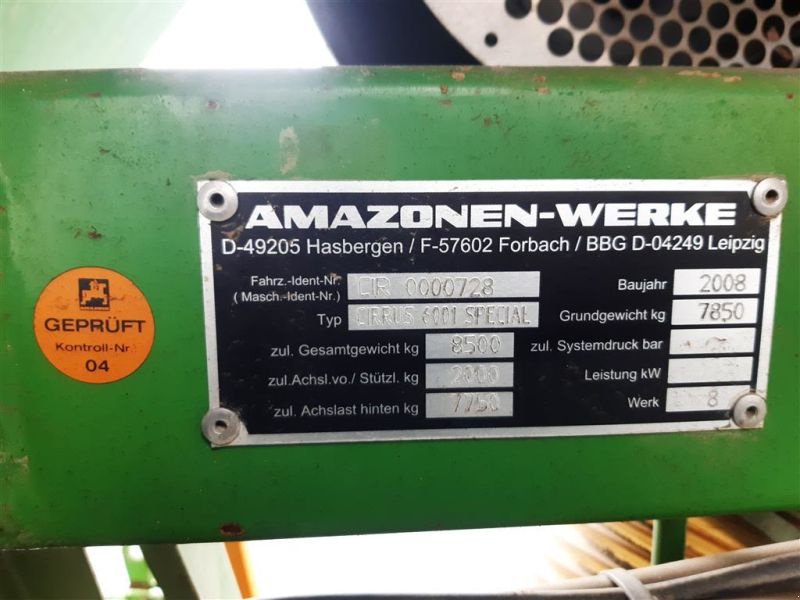 AMAZONEN-WERKE
D-49205 Hasbergen / F-57602 Forbach / BBG D-04249 Leipzig
Fahrz.-Ident-Nr. CIR 0000728 Baujahr 2008
( Masch.-Ident-Nr.)
Typ CIRRUS 6001 SPECIAL Grundgewicht kg 7850
zul. Gesamtgewicht kg 8500 zul. Systemdruck bar
zul.Achsl.vo./ Stützl. kg 2000 Leistung kW
zul. Achslast hinten kg 7750 Werk 8
GEPRÜFT
Kontroll-Nr
04